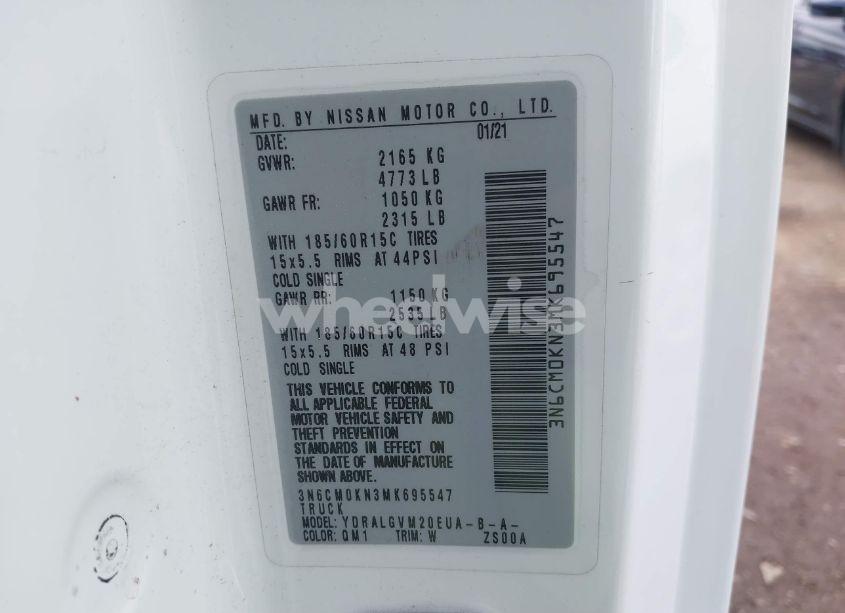 MFD. BY NISSAN MOTOR CO., LTD.
DATE: 01/21
GVWR: 2165 KG
4773 LB
GAWR FR: 1050 KG
2315 LB
WITH 185/60R15C TIRES
15x5.5 RIMS AT 44PSI
COLD SINGLE
GAWR RR: 1150 KG
2535 LB
WITH 185/60R15C TIRES
15x5.5 RIMS AT 48 PSI
COLD SINGLE
THIS VEHICLE CONFORMS TO
ALL APPLICABLE FEDERAL
MOTOR VEHICLE SAFETY AND
THEFT PREVENTION
STANDARDS IN EFFECT ON
THE DATE OF MANUFACTURE
SHOWN ABOVE.
3N6CM0KN3MK695547
TRUCK
MODEL: YDRALGVM20EUA-B-A-
COLOR: QM1 TRIM: W ZS00A
3N6CM0KN3MK695547
wheelwise